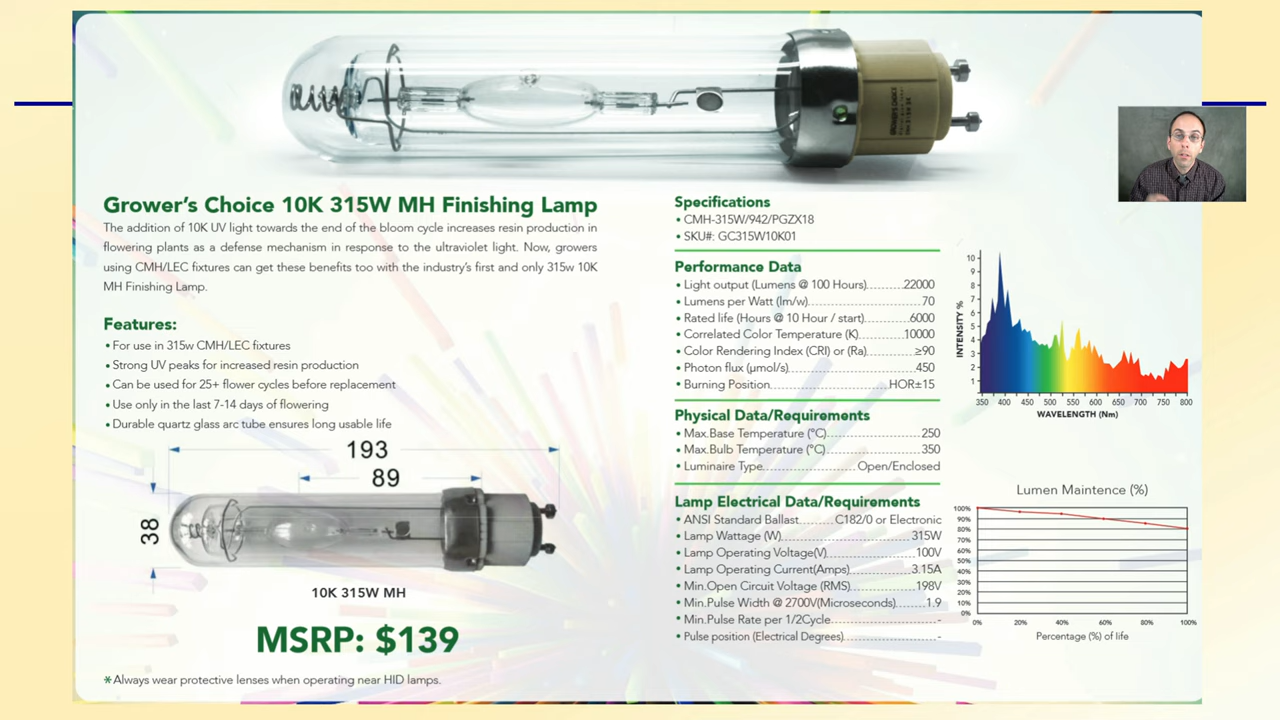 Grower's Choice 10K 315W MH Finishing Lamp
The addition of 10K UV light towards the end of the bloom cycle increases resin production in
flowering plants as a defense mechanism in response to the ultraviolet light. Now, growers
using CMH/LEC fixtures can get these benefits too with the industry's first and only 315w 10K
MH Finishing Lamp.
Features:
• For use in 315w CMH/LEC fixtures
• Strong UV peaks for increased resin production
• Can be used for 25+ flower cycles before replacement
• Use only in the last 7-14 days of flowering
• Durable quartz glass arc tube ensures long usable life
193
89
38
10K 315W MH
MSRP: $139
*Always wear protective lenses when operating near HID lamps.
Specifications
• CMH-315W/942/PGZX18
• SKU#: GC315W10K01
Performance Data
• Light output (Lumens @ 100 Hours)..........22000
• Lumens per Watt (lm/w)..........70
• Rated life (Hours @ 10 Hour / start)..........6000
• Correlated Color Temperature (K)..........10000
• Color Rendering Index (CRI) or (Ra)..........≥90
• Photon flux (µmol/s)..........450
• Burning Position..........HOR±15
Physical Data/Requirements
• Max.Base Temperature (°C)..........250
• Max.Bulb Temperature (°C)..........350
• Luminaire Type..........Open/Enclosed
Lamp Electrical Data/Requirements
• ANSI Standard Ballast..........C182/0 or Electronic
• Lamp Wattage (W)..........315W
• Lamp Operating Voltage(V)..........100V
• Lamp Operating Current(Amps)..........3.15A
• Min.Open Circuit Voltage (RMS)..........198V
• Min.Pulse Width @ 2700V(Microseconds)..........1.9
• Min.Pulse Rate per 1/2Cycle..........-
• Pulse position (Electrical Degrees)..........-
INTENSITY %
10
9
8
7
6
5
4
3
2
1
350 400 450 500 550 600 650 700 750 800
WAVELENGTH (Nm)
Lumen Maintence (%)
100%
90%
80%
70%
60%
50%
40%
30%
20%
10%
0%
0% 20% 40% 60% 80% 100%
Percentage (%) of life